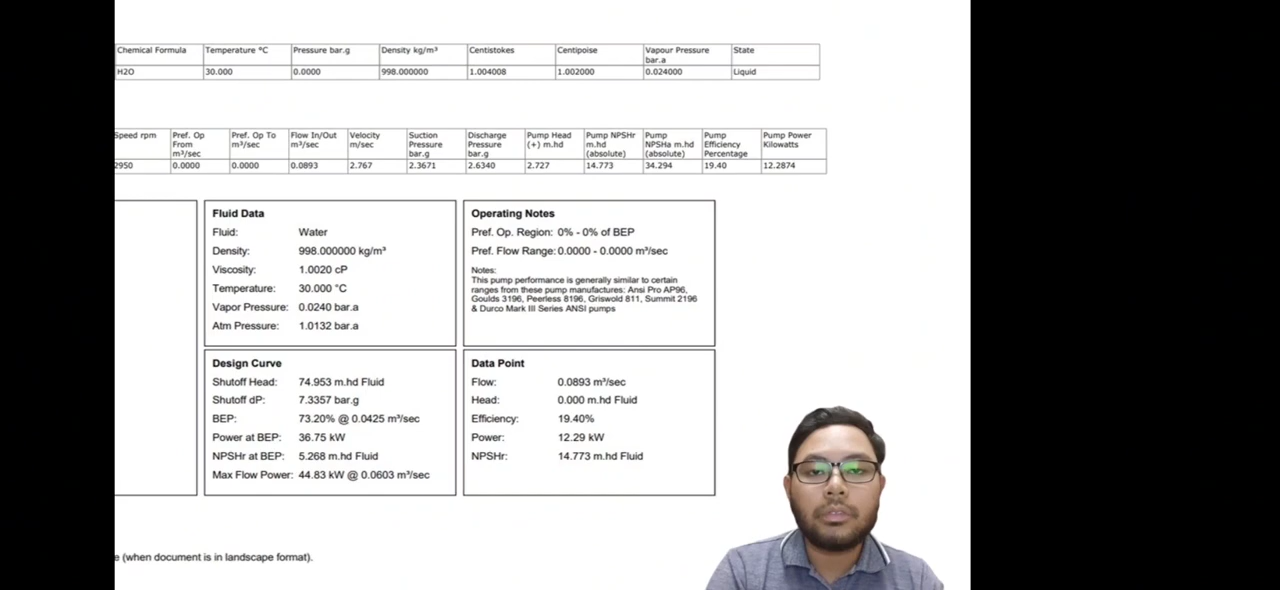 Chemical Formula Temperature °C Pressure bar.g Density kg/m³ Centistokes Centipoise Vapour Pressure bar.a State
H2O 30.000 0.0000 998.000000 1.004008 1.002000 0.024000 Liquid
Speed rpm Pref. Op From m³/sec Pref. Op To m³/sec Flow In/Out m³/sec Velocity m/sec Suction Pressure bar.g Discharge Pressure bar.g Pump Head (+) m.hd Pump NPSHr m.hd (absolute) Pump NPSHa m.hd (absolute) Pump Efficiency Percentage Pump Power Kilowatts
2950 0.0000 0.0000 0.0893 2.767 2.3671 2.6340 2.727 14.773 34.294 19.40 12.2874
Fluid Data
Fluid: Water
Density: 998.000000 kg/m³
Viscosity: 1.0020 cP
Temperature: 30.000 °C
Vapor Pressure: 0.0240 bar.a
Atm Pressure: 1.0132 bar.a
Operating Notes
Pref. Op. Region: 0% - 0% of BEP
Pref. Flow Range: 0.0000 - 0.0000 m³/sec
Notes:
This pump performance is generally similar to certain
ranges from these pump manufactures: Ansi Pro AP96,
Goulds 3196, Peerless 8196, Griswold 811, Summit 2196
& Durco Mark III Series ANSI pumps
Design Curve
Shutoff Head: 74.953 m.hd Fluid
Shutoff dP: 7.3357 bar.g
BEP: 73.20% @ 0.0425 m³/sec
Power at BEP: 36.75 kW
NPSHr at BEP: 5.268 m.hd Fluid
Max Flow Power: 44.83 kW @ 0.0603 m³/sec
Data Point
Flow: 0.0893 m³/sec
Head: 0.000 m.hd Fluid
Efficiency: 19.40%
Power: 12.29 kW
NPSHr: 14.773 m.hd Fluid
e (when document is in landscape format).